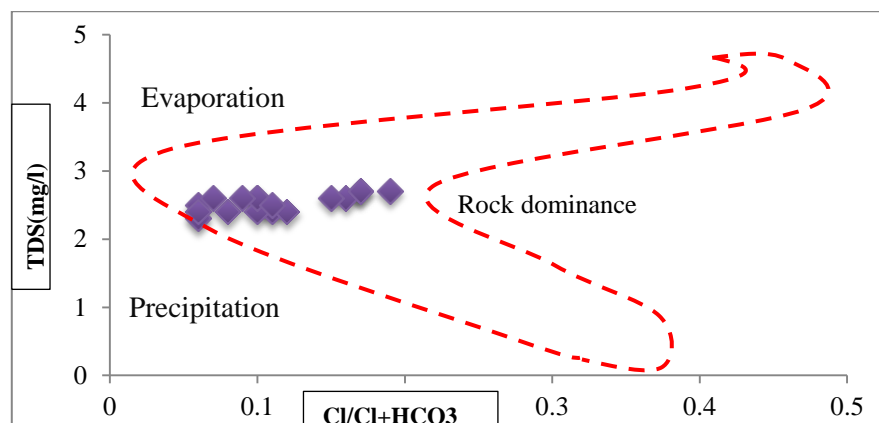 5
4
3
2
1
0
TDS(mg/l)
Evaporation
Rock dominance
Precipitation
0 0.1 0.3 0.4 0.5
Cl/Cl+HCO3